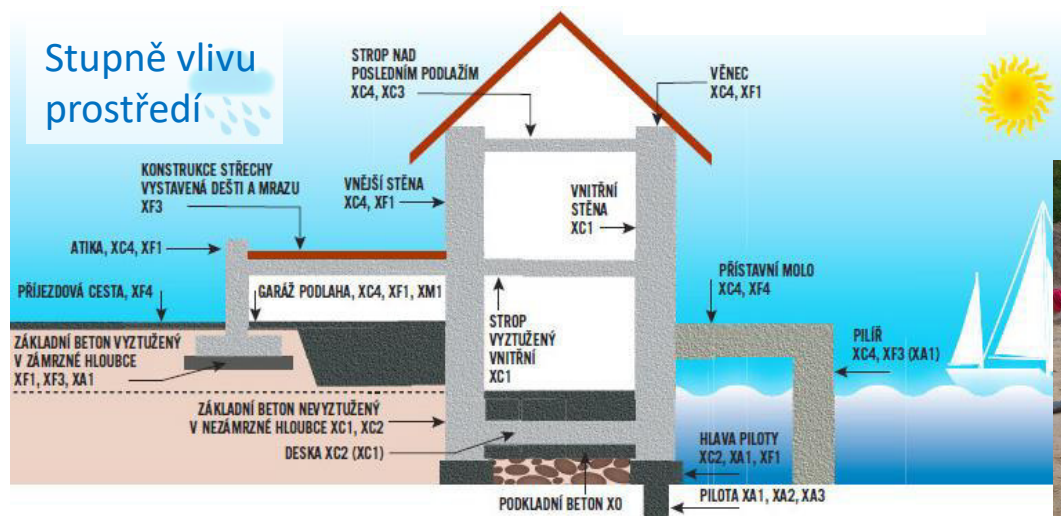 Stupně vlivu
prostředí
STROP NAD
POSLEDNÍM PODLAŽÍM
XC4, XC3
VĚNEC
XC4, XF1
KONSTRUKCE STŘECHY
VYSTAVENÁ DEŠTI A MRAZU
XF3
VNĚJŠÍ STĚNA
XC4, XF1
VNITŘNÍ
STĚNA
XC1
ATIKA, XC4, XF1
PŘÍSTAVNÍ MOLO
XC4, XF4
PŘÍJEZDOVÁ CESTA, XF4
GARÁŽ PODLAHA, XC4, XF1, XM1
STROP
VYZTUŽENÝ
VNITŘNÍ
XC1
ZÁKLADNÍ BETON VYZTUŽENÝ
V ZÁMRZNÉ HLOUBCE
XF1, XF3, XA1
PILÍŘ
XC4, XF3 (XA1)
ZÁKLADNÍ BETON NEVYZTUŽENÝ
V NEZÁMRZNÉ HLOUBCE XC1, XC2
DESKA XC2 (XC1)
HLAVA PILOTY
XC2, XA1, XF1
PODKLADNÍ BETON XO
PILOTA XA1, XA2, XA3